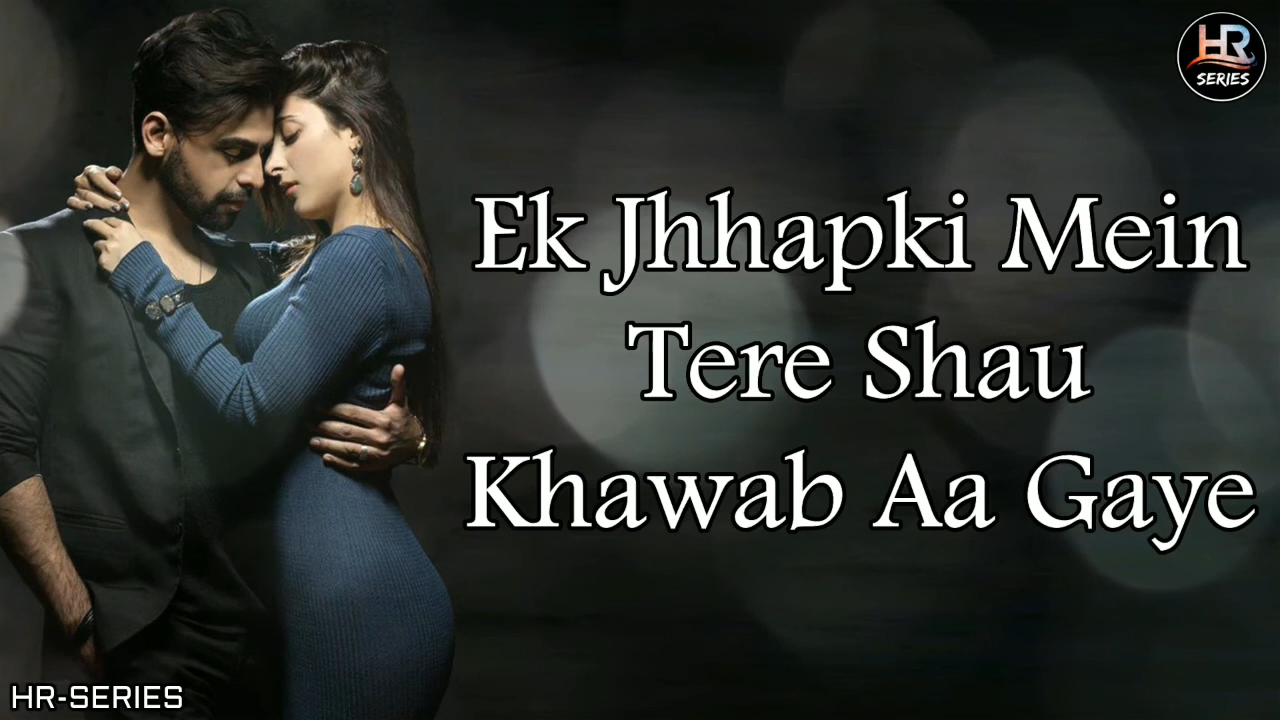 HR
SERIES
Ek Jhhapki Mein
Tere Shau
Khawab Aa Gaye
HR-SERIES